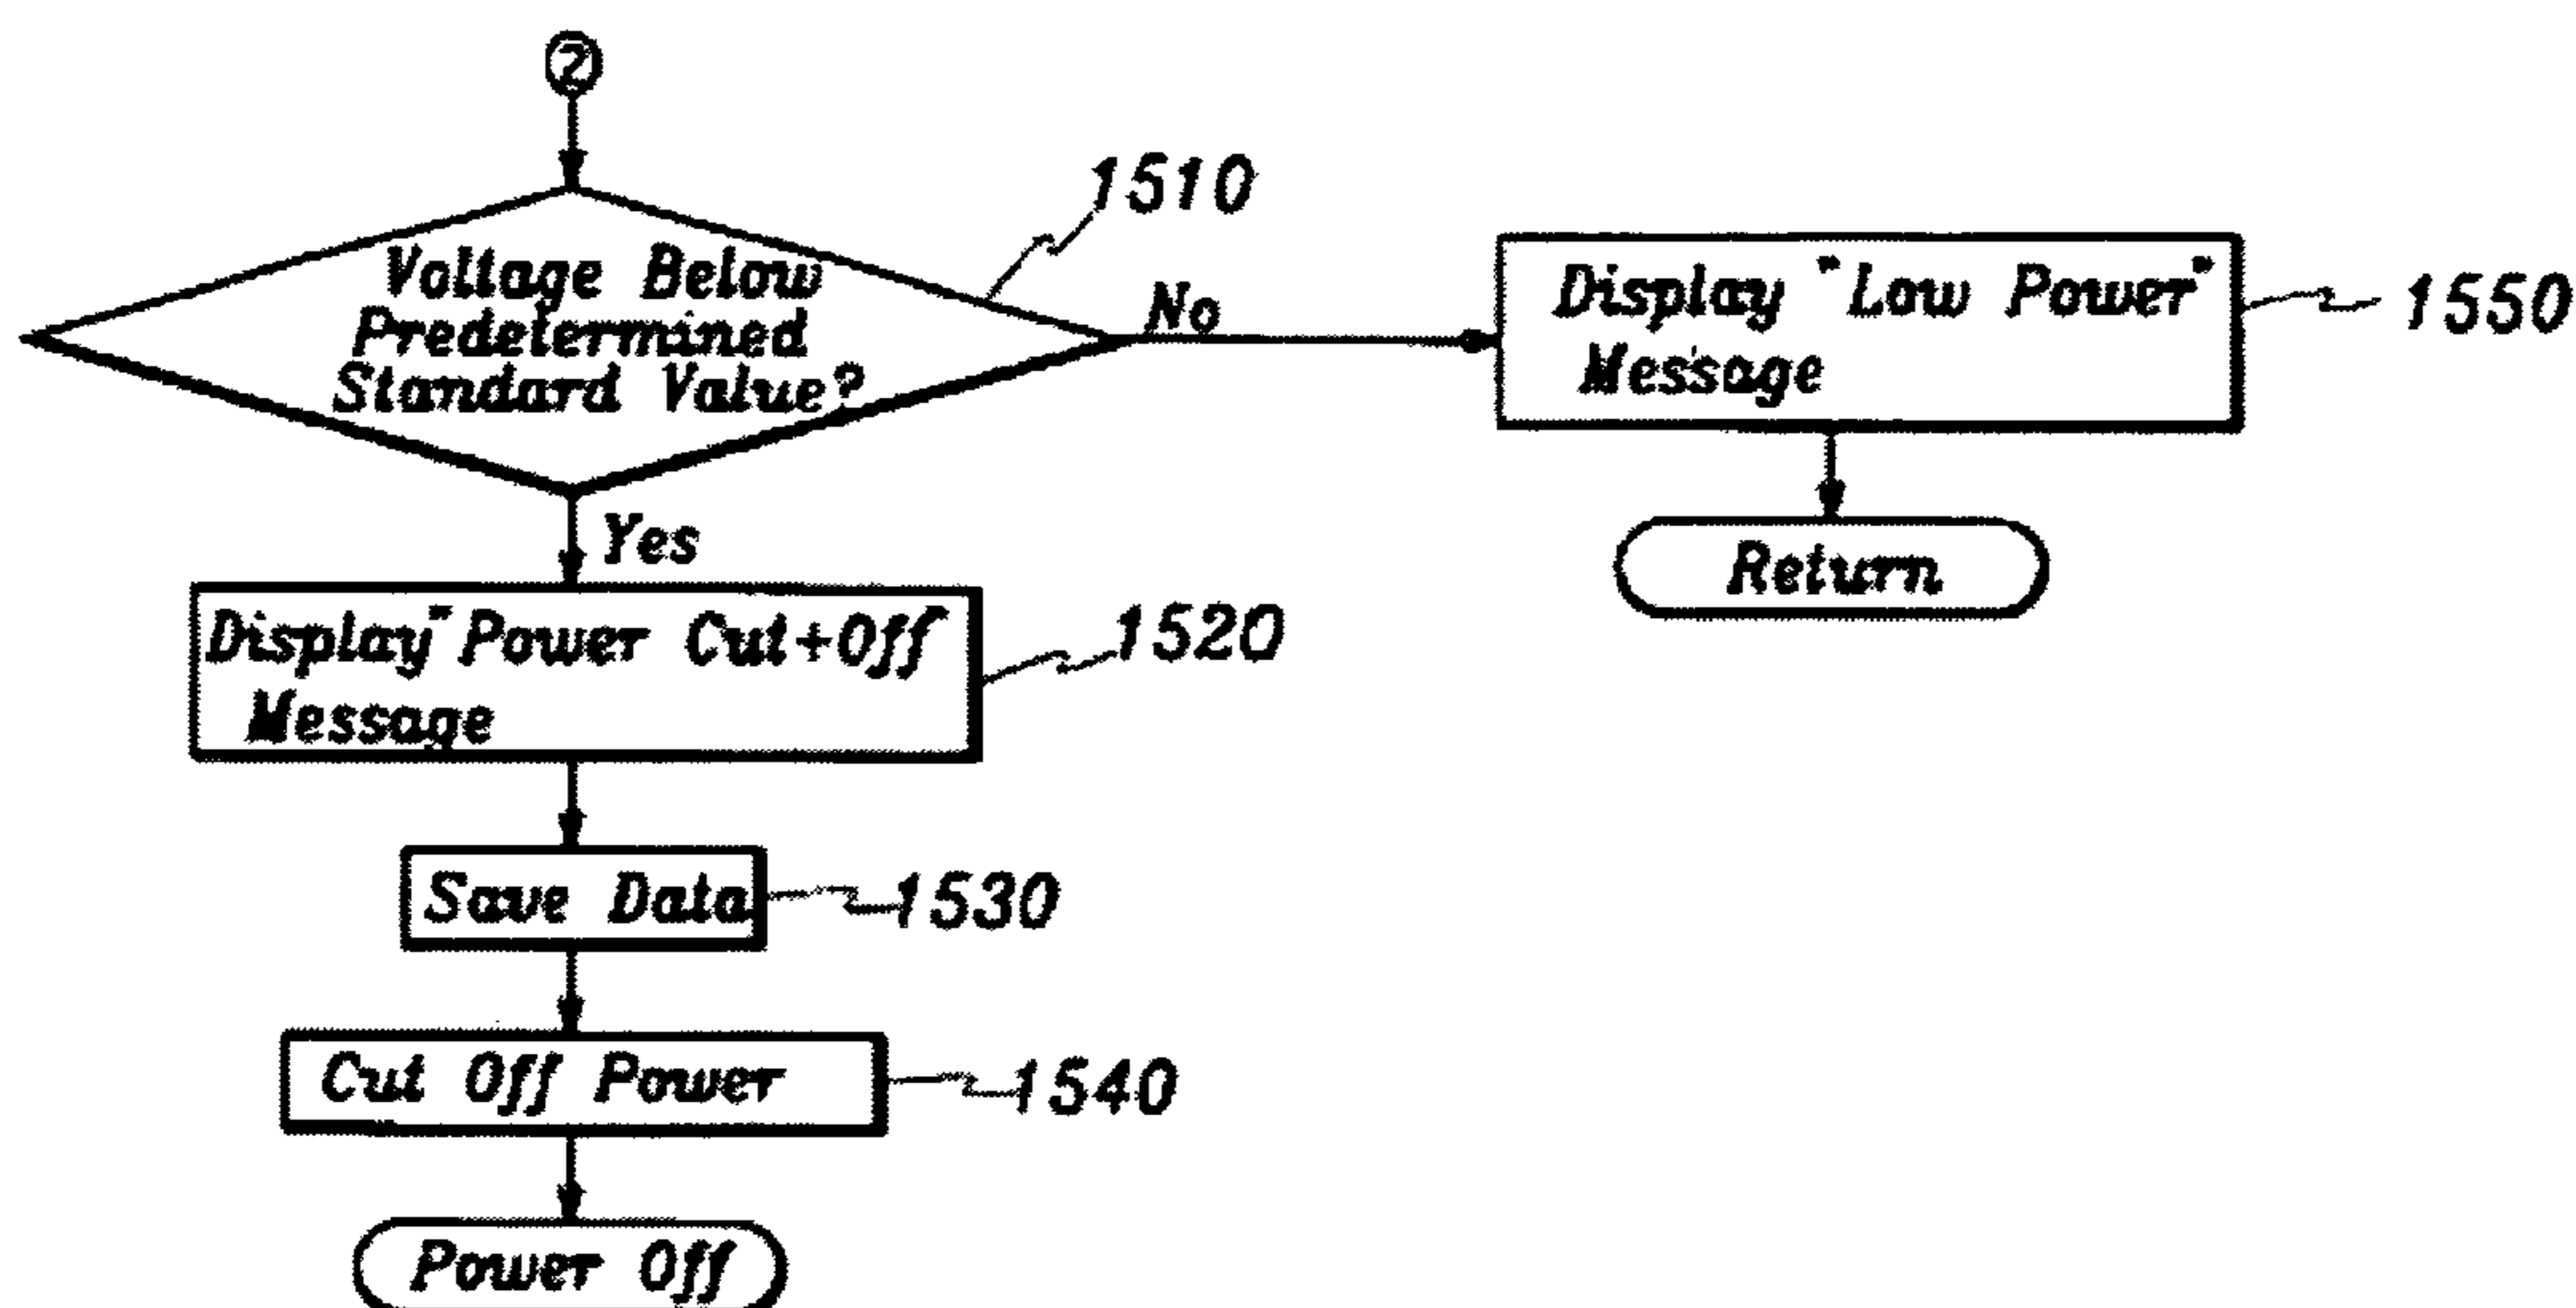 2
1510
Voltage Below
Predetermined
Standard Value?
No
Display "Low Power"
Message
1550
Return
Yes
Display "Power Cut+Off"
Message
1520
Save Data
1530
Cut Off Power
1540
Power Off